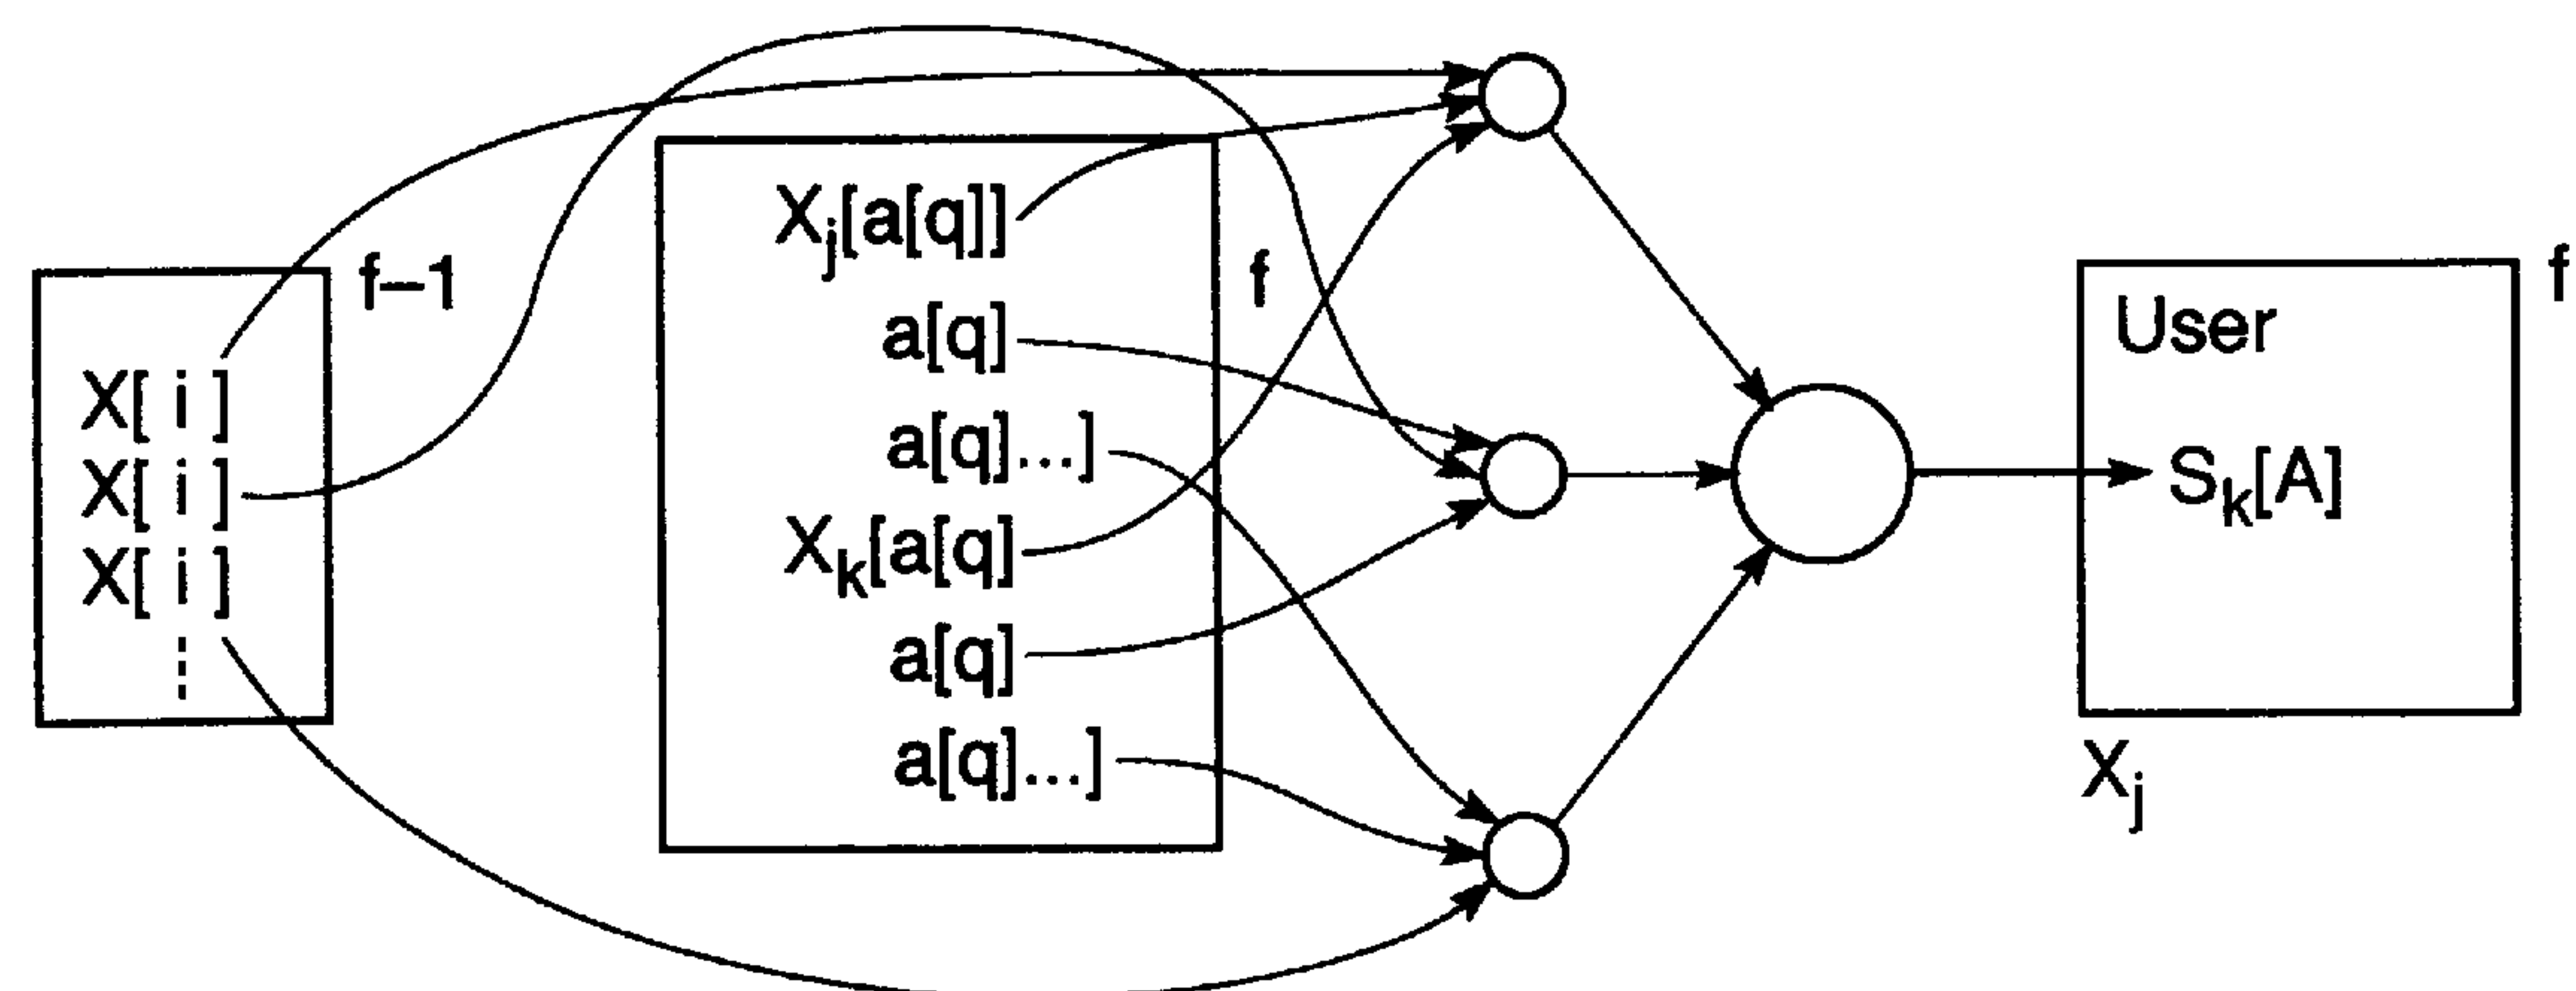 f–1
X[ i ]
X[ i ]
X[ i ]
f
Xj[a[q]]
a[q]
a[q]...]
Xk[a[q]
a[q]
a[q]...]
f
User
Sk[A]
Xj